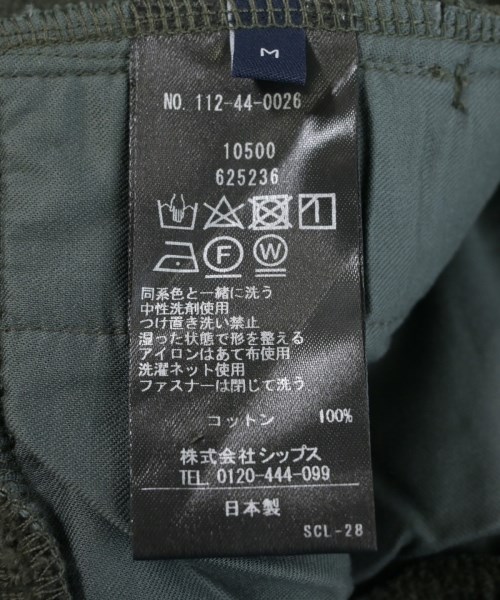 M
NO. 112-44-0026
10500
625236
F W
同系色と一緒に洗う
中性洗剤使用
つけ置き洗い禁止
湿った状態で形を整える
アイロンはあて布使用
洗濯ネット使用
ファスナーは閉じて洗う
コットン 100%
株式会社シップス
TEL. 0120-444-099
日本製
SCL-28